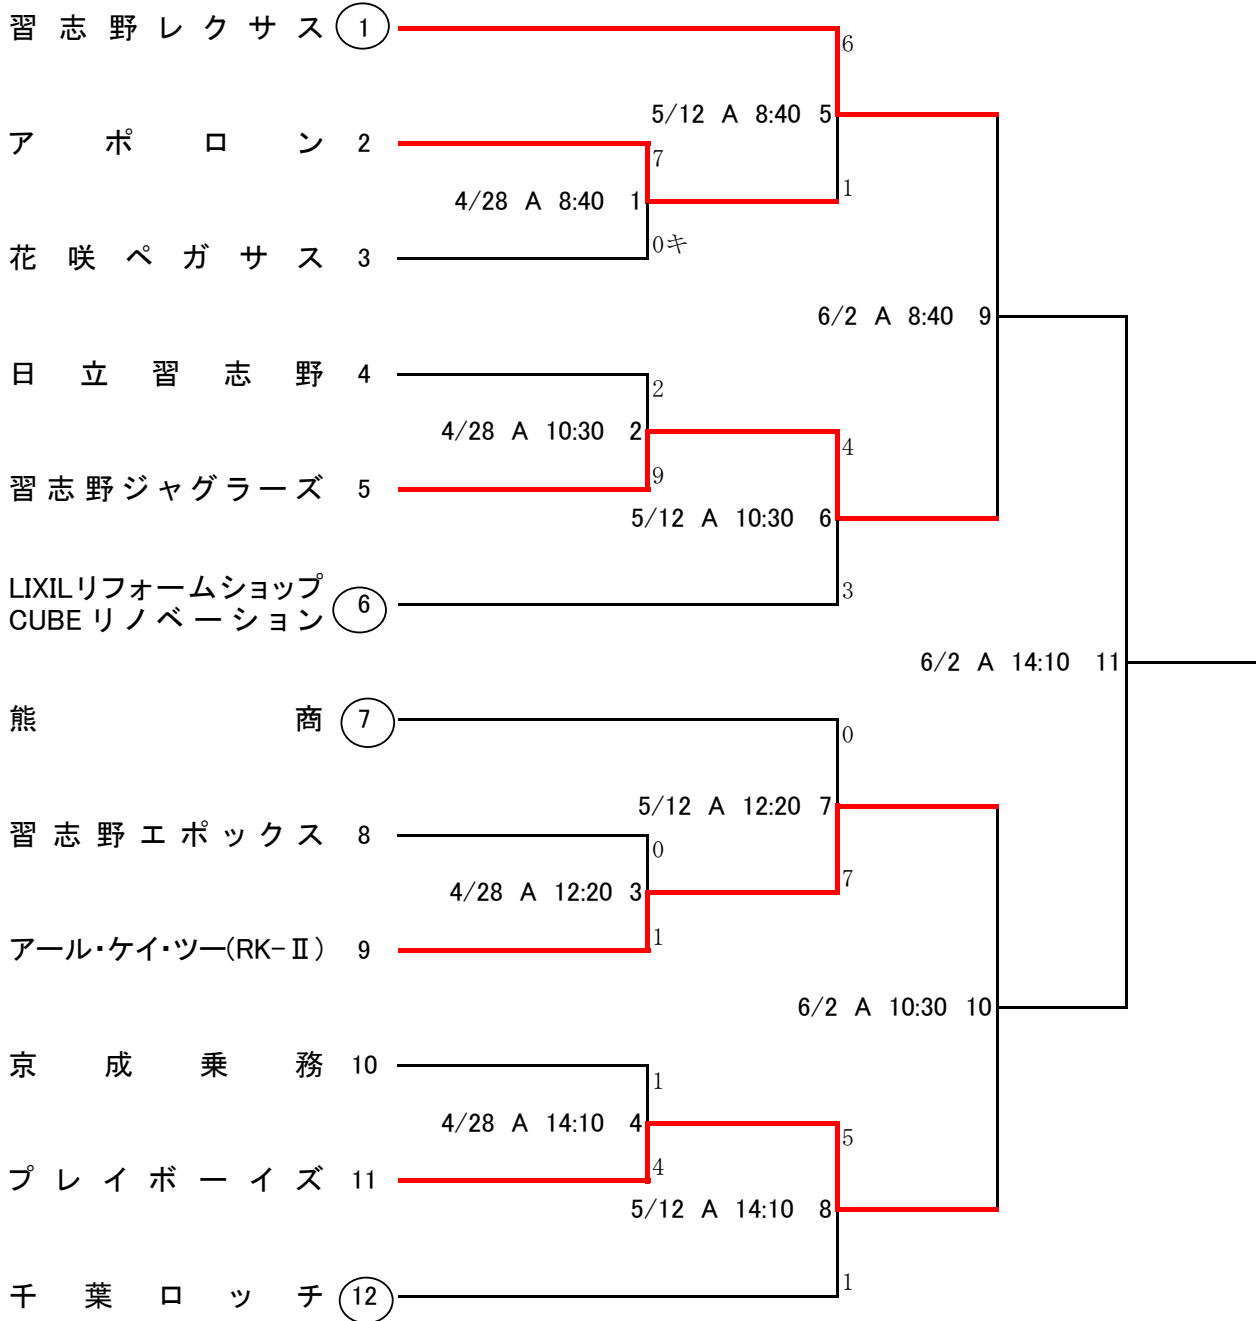 習志野レクサス 1
6
5/12 A 8:40 5
アポロン 2
7
1
4/28 A 8:40 1
0キ
花咲ペガサス 3
6/2 A 8:40 9
日立習志野 4
2
4/28 A 10:30 2
4
9
習志野ジャグラーズ 5
5/12 A 10:30 6
LIXILリフォームショップ
CUBEリノベーション 6
3
6/2 A 14:10 11
熊商 7
0
5/12 A 12:20 7
習志野エポックス 8
0
7
4/28 A 12:20 3
1
アール・ケイ・ツー(RK-Ⅱ) 9
6/2 A 10:30 10
京成乗務 10
1
4/28 A 14:10 4
5
4
プレイボーイズ 11
5/12 A 14:10 8
1
千葉ロッチ 12